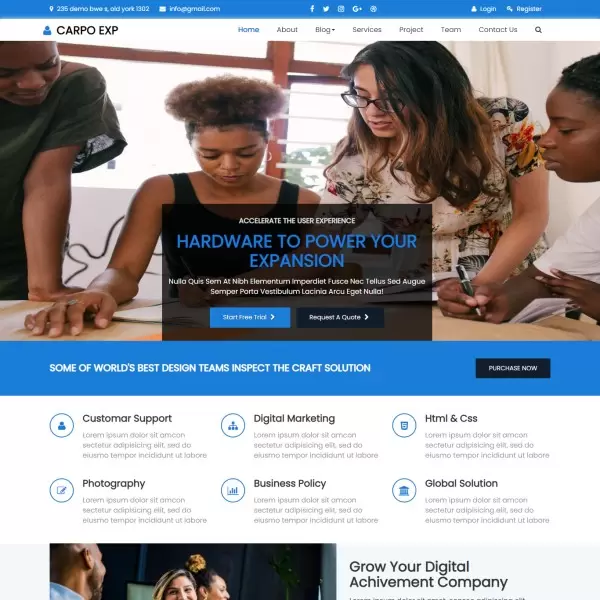 235 demo bwe s, old york 1302 info@gmail.com Login Register
CARPO EXP Home About Blog Services Project Team Contact Us
ACCELERATE THE USER EXPERIENCE
HARDWARE TO POWER YOUR
EXPANSION
Nulla Quis Sem At Nibh Elementum Imperdiet Fusce Nec Tellus Sed Augue
Semper Porta Vestibulum Lacinia Arcu Eget Nulla!
Start Free Trial Request A Quote
SOME OF WORLD'S BEST DESIGN TEAMS INSPECT THE CRAFT SOLUTION PURCHASE NOW
Customar Support
Lorem ipsum dolor sit amcon
sectetur adipisicing elit, sed do
eiusmo tempor incididunt ut labore
Digital Marketing
Lorem ipsum dolor sit amcon
sectetur adipisicing elit, sed do
eiusmo tempor incididunt ut labore
Html & Css
Lorem ipsum dolor sit amcon
sectetur adipisicing elit, sed do
eiusmo tempor incididunt ut labore
Photography
Lorem ipsum dolor sit amcon
sectetur adipisicing elit, sed do
eiusmo tempor incididunt ut labore
Business Policy
Lorem ipsum dolor sit amcon
sectetur adipisicing elit, sed do
eiusmo tempor incididunt ut labore
Global Solution
Lorem ipsum dolor sit amcon
sectetur adipisicing elit, sed do
eiusmo tempor incididunt ut labore
Grow Your Digital
Achivement Company